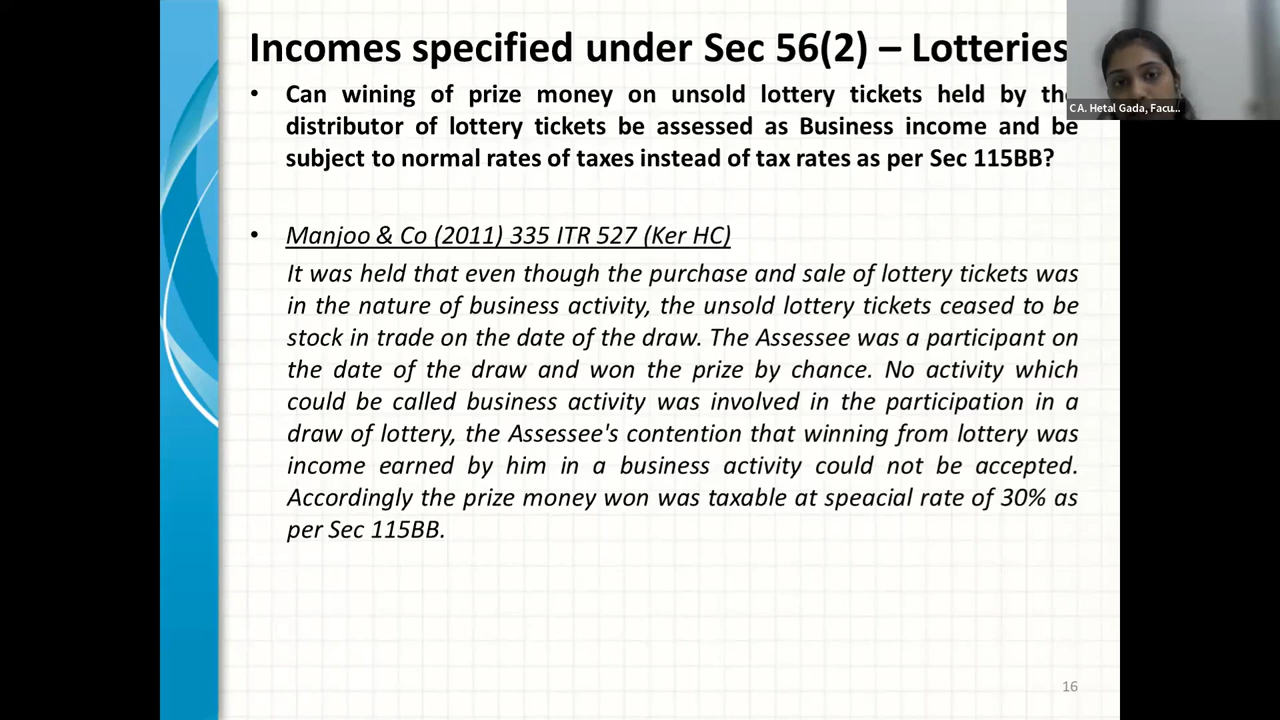 Incomes specified under Sec 56(2) – Lotteries
• Can wining of prize money on unsold lottery tickets held by the
distributor of lottery tickets be assessed as Business income and be
subject to normal rates of taxes instead of tax rates as per Sec 115BB?
• Manjoo & Co (2011) 335 ITR 527 (Ker HC)
It was held that even though the purchase and sale of lottery tickets was
in the nature of business activity, the unsold lottery tickets ceased to be
stock in trade on the date of the draw. The Assessee was a participant on
the date of the draw and won the prize by chance. No activity which
could be called business activity was involved in the participation in a
draw of lottery, the Assessee's contention that winning from lottery was
income earned by him in a business activity could not be accepted.
Accordingly the prize money won was taxable at speacial rate of 30% as
per Sec 115BB.
CA. Hetal Gada, Facu...
16